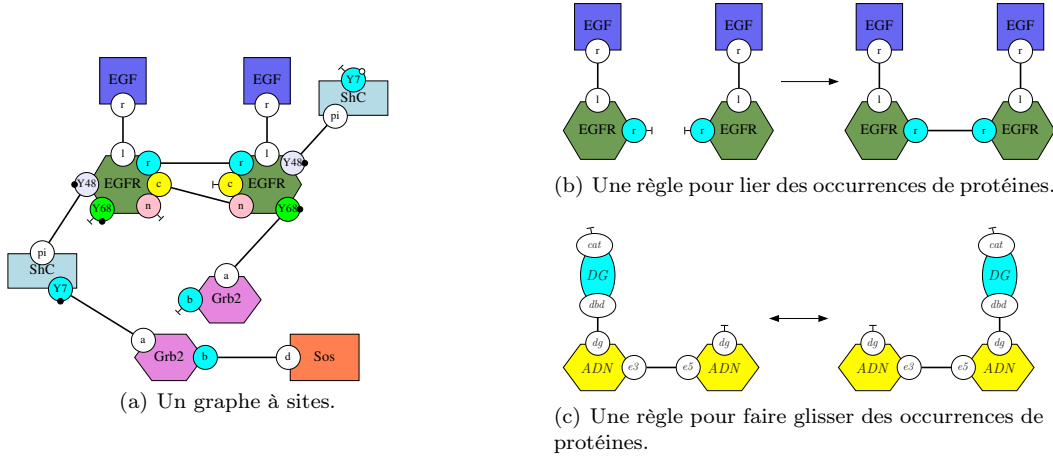 EGF
r
l
EGFR
r
c
n
Y48
Y68
EGF
r
l
EGFR
r
c
n
Y48
Y68
Y7
ShC
pi
pi
ShC
Y7
a
Grb2
b
a
Grb2
b
d
Sos
(a) Un graphe à sites.
EGF
r
l
EGFR
r
EGF
r
l
r
EGFR
EGF
r
l
EGFR
r
EGF
r
l
r
EGFR
(b) Une règle pour lier des occurrences de protéines.
cat
DG
dbd
dg
ADN
e3
dg
e5
ADN
dg
ADN
e3
cat
DG
dbd
dg
e5
ADN
(c) Une règle pour faire glisser des occurrences de
protéines.